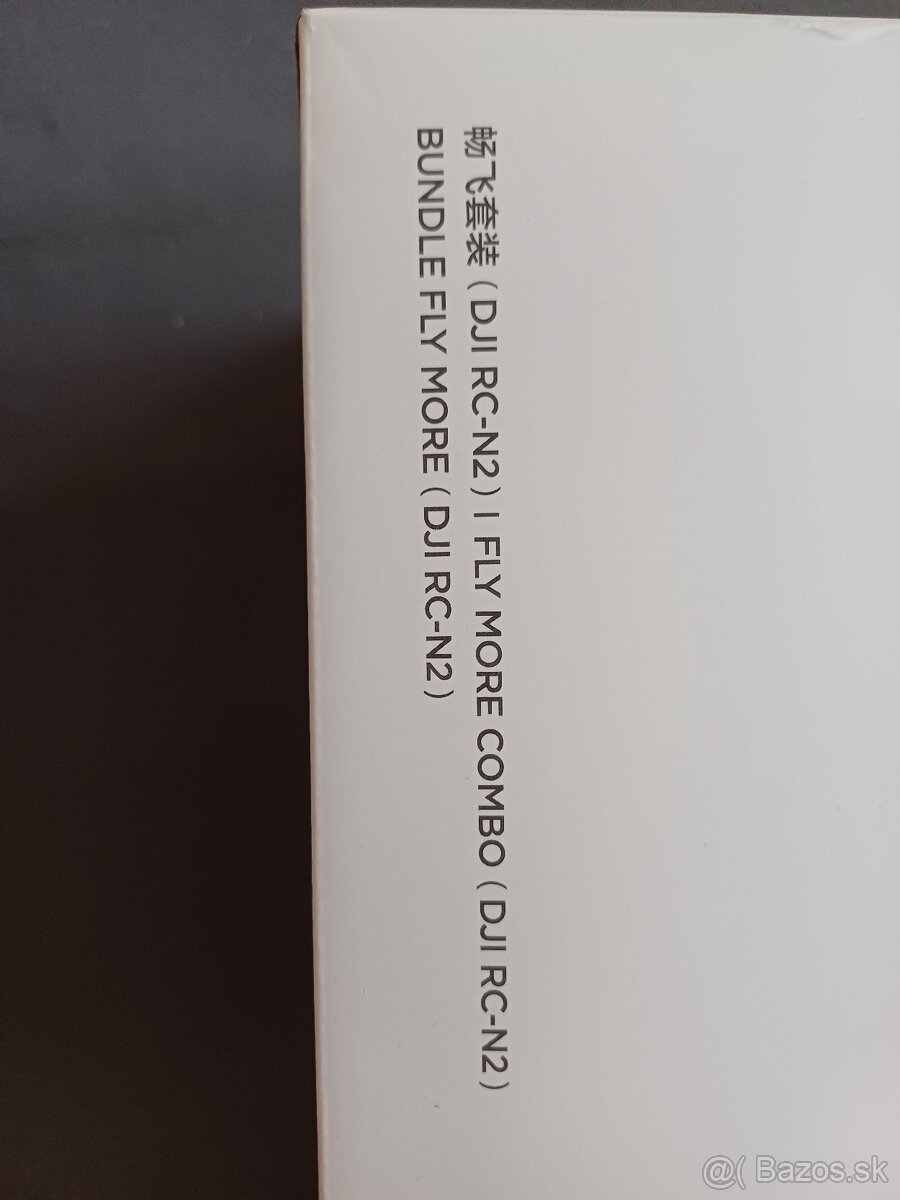 畅飞套装（DJI RC-N2）I FLY MORE COMBO（DJI RC-N2）
BUNDLE FLY MORE（DJI RC-N2）
@( Bazos.sk